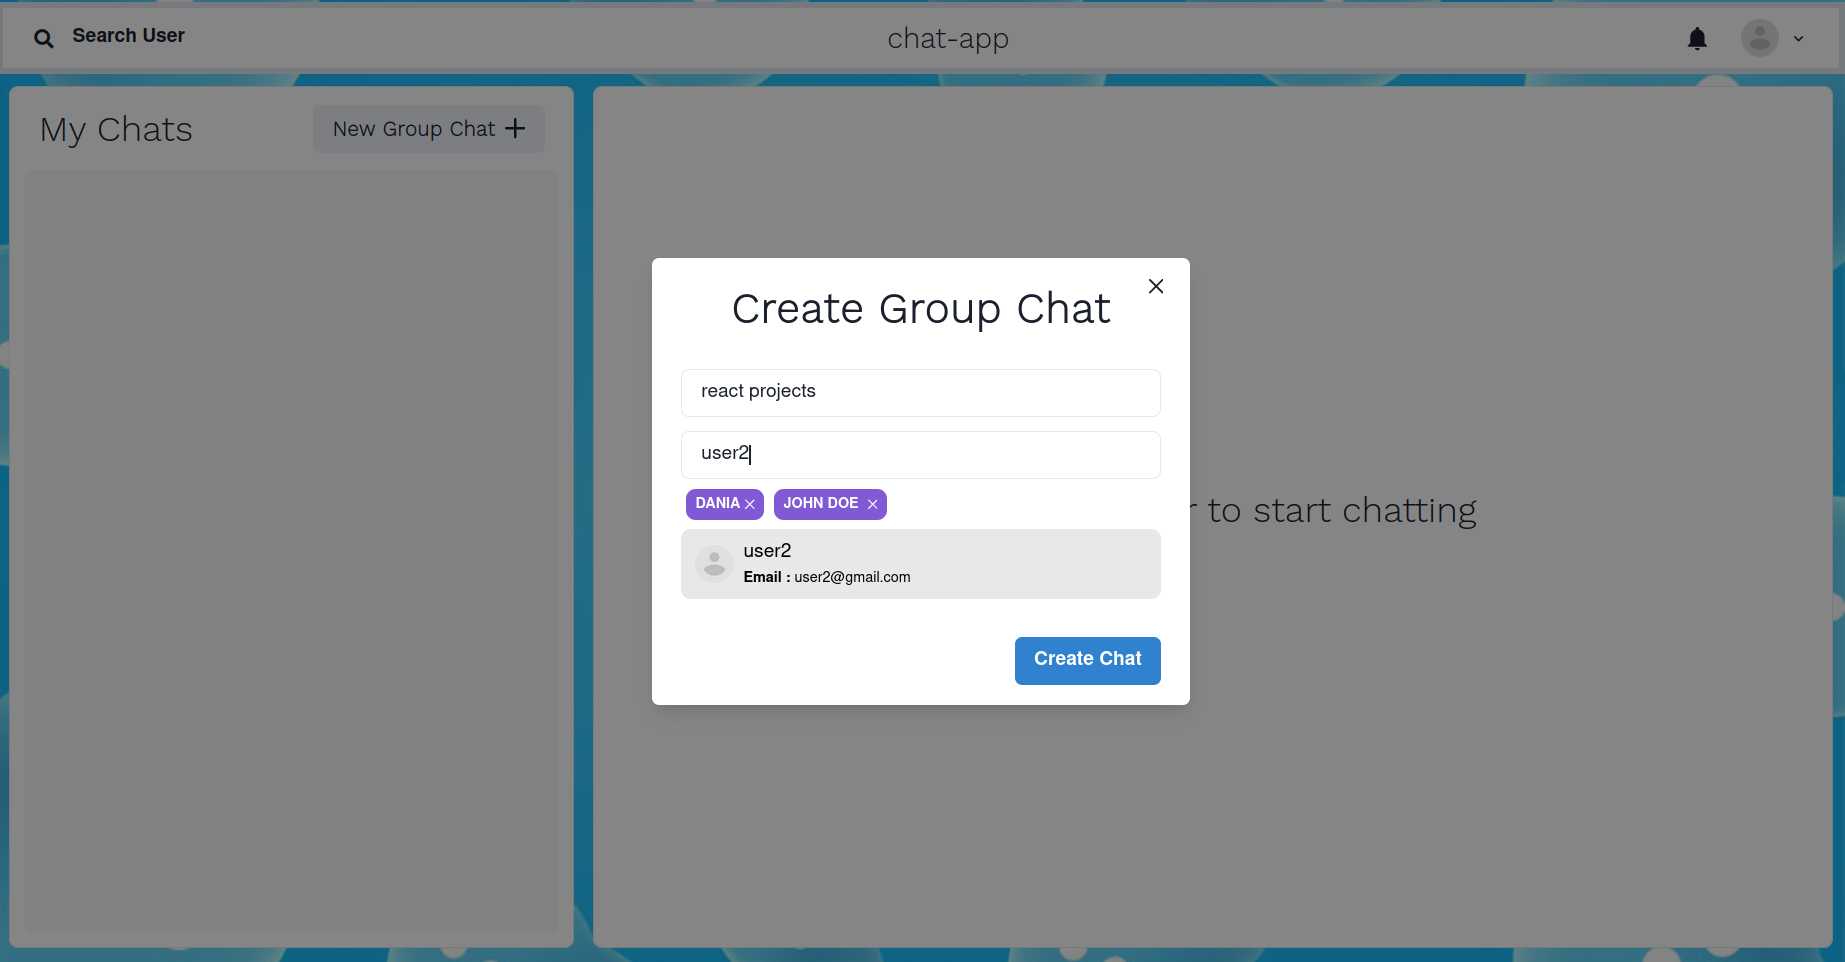 Search User
chat-app
My Chats
New Group Chat
Create Group Chat
react projects
user2
DANIA
JOHN DOE
to start chatting
user2
Email : user2@gmail.com
Create Chat